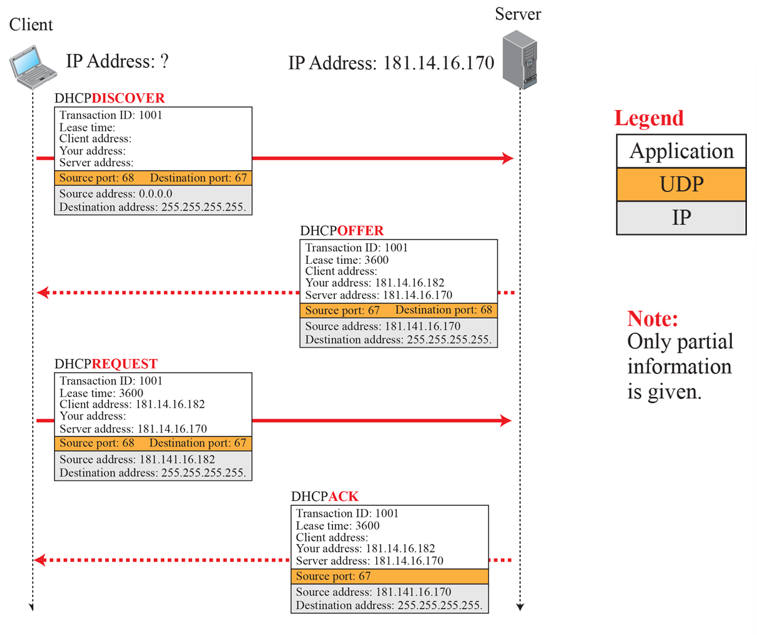 Client
Server
IP Address: ?
IP Address: 181.14.16.170
DHCPDISCOVER
Transaction ID: 1001
Lease time:
Client address:
Your address:
Server address:
Source port: 68 Destination port: 67
Source address: 0.0.0.0
Destination address: 255.255.255.255.
Legend
Application
UDP
IP
DHCPOFFER
Transaction ID: 1001
Lease time: 3600
Client address:
Your address: 181.14.16.182
Server address: 181.14.16.170
Source port: 67 Destination port: 68
Source address: 181.141.16.170
Destination address: 255.255.255.255.
Note:
Only partial
information
is given.
DHCPREQUEST
Transaction ID: 1001
Lease time: 3600
Client address: 181.14.16.182
Your address:
Server address: 181.14.16.170
Source port: 68 Destination port: 67
Source address: 181.141.16.182
Destination address: 255.255.255.255.
DHCPACK
Transaction ID: 1001
Lease time: 3600
Client address:
Your address: 181.14.16.182
Server address: 181.14.16.170
Source port: 67
Source address: 181.141.16.170
Destination address: 255.255.255.255.